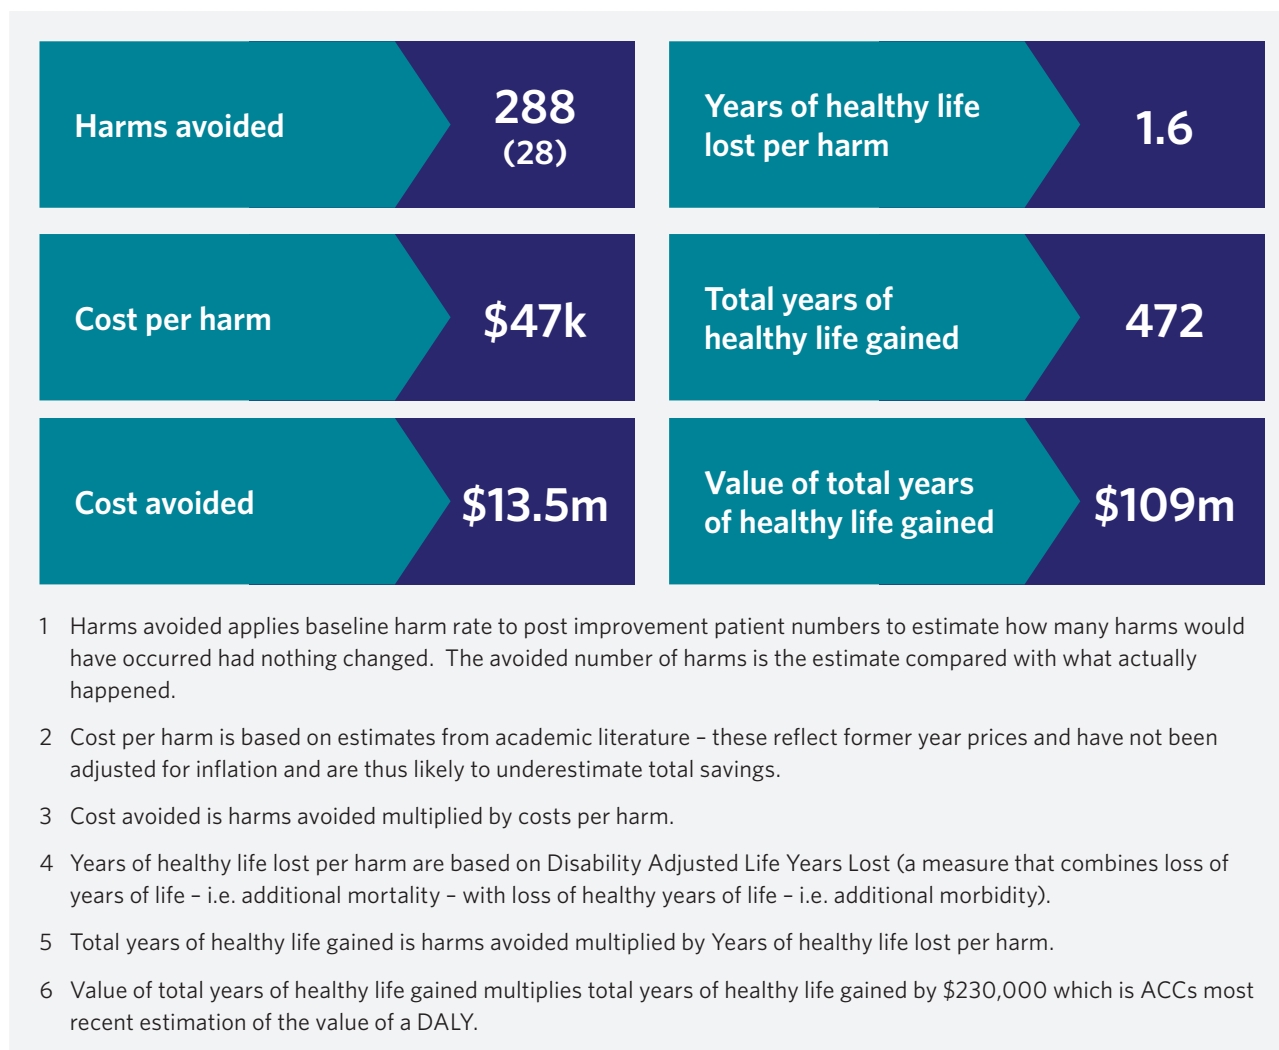 Harms avoided
288
(28)
Years of healthy life
lost per harm
1.6
Cost per harm
$47k
Total years of
healthy life gained
472
Cost avoided
$13.5m
Value of total years
of healthy life gained
$109m
1 Harms avoided applies baseline harm rate to post improvement patient numbers to estimate how many harms would
have occurred had nothing changed.  The avoided number of harms is the estimate compared with what actually
happened.
2 Cost per harm is based on estimates from academic literature – these reflect former year prices and have not been
adjusted for inflation and are thus likely to underestimate total savings.
3 Cost avoided is harms avoided multiplied by costs per harm.
4 Years of healthy life lost per harm are based on Disability Adjusted Life Years Lost (a measure that combines loss of
years of life – i.e. additional mortality – with loss of healthy years of life – i.e. additional morbidity).
5 Total years of healthy life gained is harms avoided multiplied by Years of healthy life lost per harm.
6 Value of total years of healthy life gained multiplies total years of healthy life gained by $230,000 which is ACCs most
recent estimation of the value of a DALY.